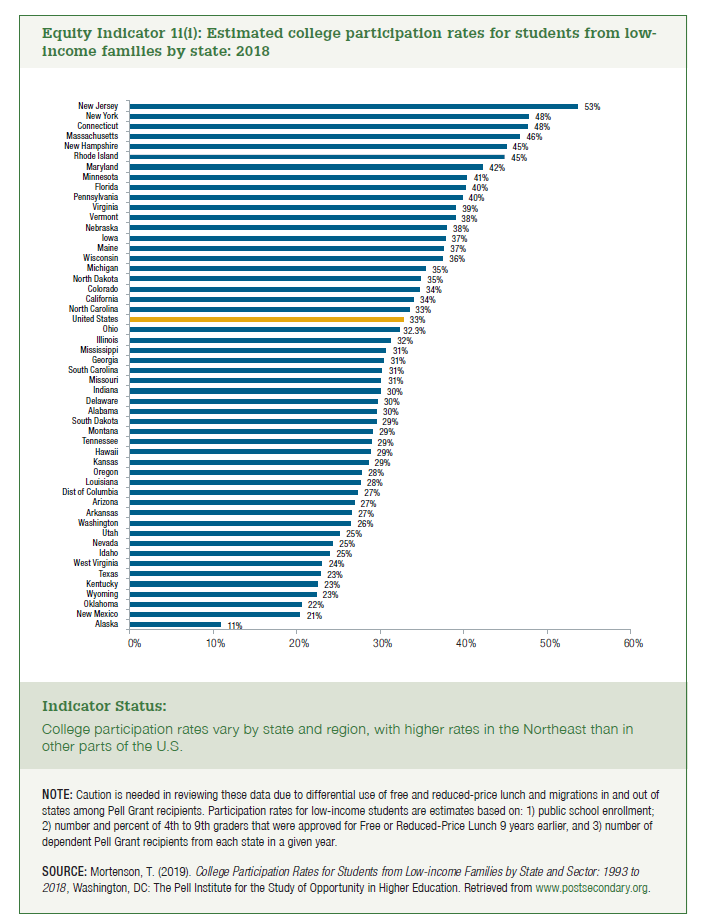 Equity Indicator 1i(i): Estimated college participation rates for students from low-
income families by state: 2018
New Jersey 53%
New York 48%
Connecticut 48%
Massachusetts 46%
New Hampshire 45%
Rhode Island 45%
Maryland 42%
Minnesota 41%
Florida 40%
Pennsylvania 40%
Virginia 39%
Vermont 38%
Nebraska 38%
Iowa 37%
Maine 37%
Wisconsin 36%
Michigan 35%
North Dakota 35%
Colorado 34%
California 34%
North Carolina 33%
United States 33%
Ohio 32.3%
Illinois 32%
Mississippi 31%
Georgia 31%
South Carolina 31%
Missouri 31%
Indiana 30%
Delaware 30%
Alabama 30%
South Dakota 29%
Montana 29%
Tennessee 29%
Hawaii 29%
Kansas 29%
Oregon 28%
Louisiana 28%
Dist of Columbia 27%
Arizona 27%
Arkansas 27%
Washington 26%
Utah 25%
Nevada 25%
Idaho 25%
West Virginia 24%
Texas 23%
Kentucky 23%
Wyoming 23%
Oklahoma 22%
New Mexico 21%
Alaska 11%
0% 10% 20% 30% 40% 50% 60%
Indicator Status:
College participation rates vary by state and region, with higher rates in the Northeast than in
other parts of the U.S.
NOTE: Caution is needed in reviewing these data due to differential use of free and reduced-price lunch and migrations in and out of
states among Pell Grant recipients. Participation rates for low-income students are estimates based on: 1) public school enrollment;
2) number and percent of 4th to 9th graders that were approved for Free or Reduced-Price Lunch 9 years earlier, and 3) number of
dependent Pell Grant recipients from each state in a given year.
SOURCE: Mortenson, T. (2019). College Participation Rates for Students from Low-income Families by State and Sector: 1993 to
2018, Washington, DC: The Pell Institute for the Study of Opportunity in Higher Education. Retrieved from www.postsecondary.org.